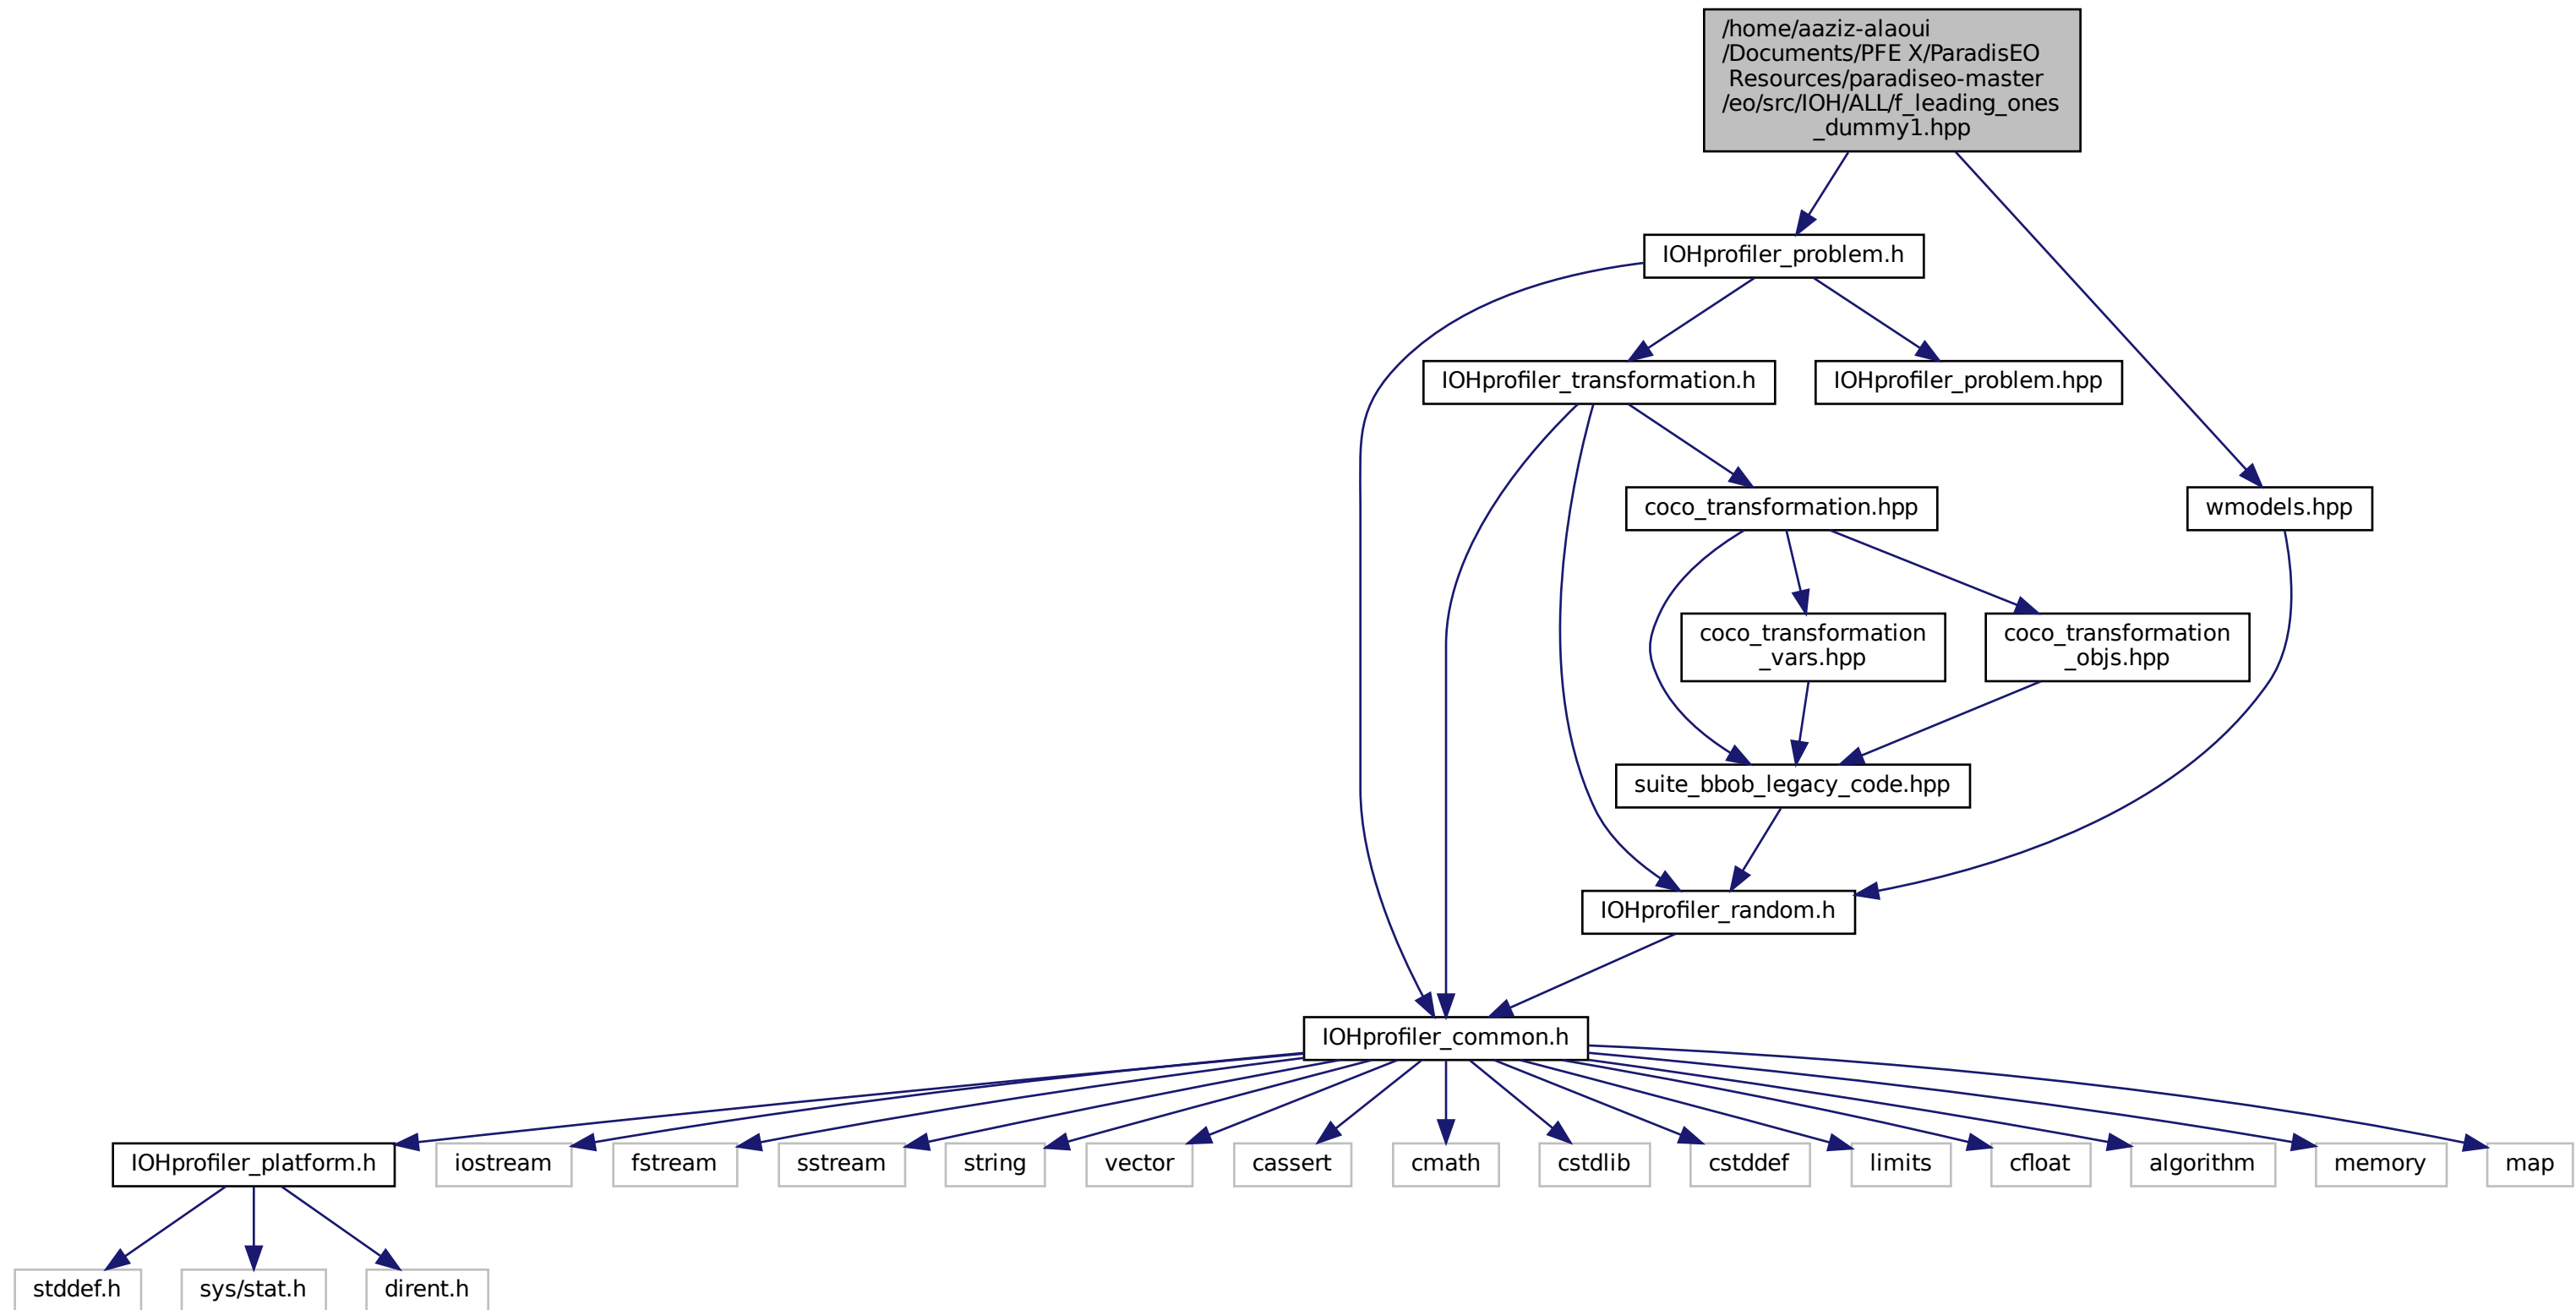 /home/aaziz-alaoui
/Documents/PFE X/ParadisEO
Resources/paradiseo-master
/eo/src/IOH/ALL/f_leading_ones
_dummy1.hpp
IOHprofiler_problem.h
IOHprofiler_transformation.h
IOHprofiler_problem.hpp
coco_transformation.hpp
wmodels.hpp
coco_transformation
_vars.hpp
coco_transformation
_objs.hpp
suite_bbob_legacy_code.hpp
IOHprofiler_random.h
IOHprofiler_common.h
IOHprofiler_platform.h
iostream
fstream
sstream
string
vector
cassert
cmath
cstdlib
cstddef
limits
cfloat
algorithm
memory
map
stddef.h
sys/stat.h
dirent.h